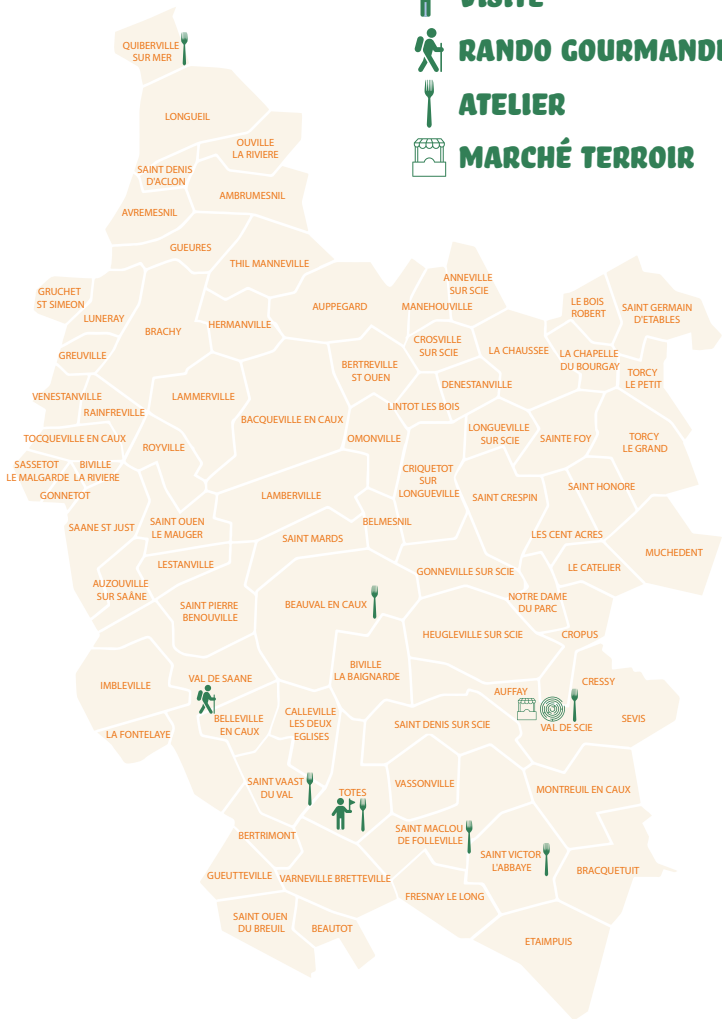 VISITE
RANDO GOURMANDE
ATELIER
MARCHÉ TERROIR
QUIBERVILLE
SUR MER
LONGUEIL
OUVILLE
LA RIVIERE
SAINT DENIS
D'ACLON
AMBRUMESNIL
AVREMESNIL
GUEURES
THIL MANNEVILLE
ANNEVILLE
SUR SCIE
GRUCHET
ST SIMEON
AUPPEGARD
MANEHOUVILLE
LE BOIS
ROBERT
SAINT GERMAIN
D'ETABLES
LUNERAY
BRACHY
HERMANVILLE
CROSVILLE
SUR SCIE
LA CHAUSSEE
LA CHAPELLE
DU BOURGAY
GREUVILLE
BERTREVILLE
ST OUEN
TORCY
LE PETIT
DENESTANVILLE
VENESTANVILLE
LAMMERVILLE
RAINFREVILLE
LINTOT LES BOIS
BACQUEVILLE EN CAUX
TOCQUEVILLE EN CAUX
ROYVILLE
OMONVILLE
LONGUEVILLE
SUR SCIE
SAINTE FOY
TORCY
LE GRAND
SASSETOT
LE MALGARDE
BIVILLE
LA RIVIERE
CRIQUETOT
SUR
LONGUEVILLE
GONNETOT
LAMBERVILLE
SAINT CRESPIN
SAINT HONORE
SAANE ST JUST
SAINT OUEN
LE MAUGER
BELMESNIL
SAINT MARDS
LES CENT ACRES
MUCHEDENT
LESTANVILLE
GONNEVILLE SUR SCIE
LE CATELIER
AUZOUVILLE
SUR SAÂNE
SAINT PIERRE
BENOUVILLE
BEAUVAL EN CAUX
NOTRE DAME
DU PARC
HEUGLEVILLE SUR SCIE
CROPUS
BIVILLE
LA BAIGNARDE
IMBLEVILLE
VAL DE SAANE
CRESSY
AUFFAY
BELLEVILLE
EN CAUX
CALLEVILLE
LES DEUX
EGLISES
SAINT DENIS SUR SCIE
VAL DE SCIE
SEVIS
LA FONTELAYE
SAINT VAAST
DU VAL
TOTES
VASSONVILLE
MONTREUIL EN CAUX
BERTRIMONT
SAINT MACLOU
DE FOLLEVILLE
SAINT VICTOR
L'ABBAYE
BRACQUETUIT
GUEUTTEVILLE
VARNEVILLE BRETTEVILLE
FRESNAY LE LONG
SAINT OUEN
DU BREUIL
BEAUTOT
ETAIMPUIS